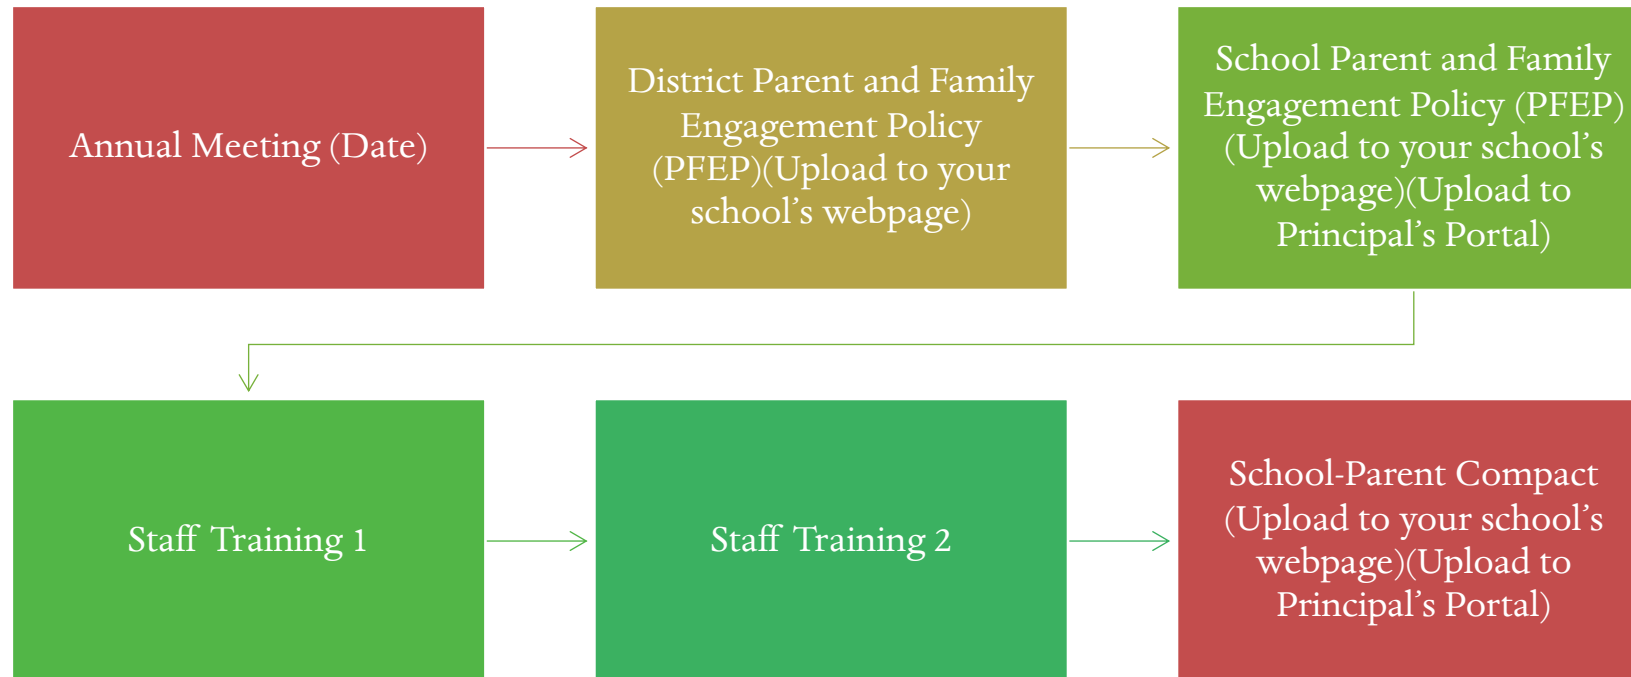 Annual Meeting (Date)
District Parent and Family
Engagement Policy
(PFEP)(Upload to your
school’s webpage)
School Parent and Family
Engagement Policy (PFEP)
(Upload to your school’s
webpage)(Upload to
Principal’s Portal)
Staff Training 1
Staff Training 2
School-Parent Compact
(Upload to your school’s
webpage)(Upload to
Principal’s Portal)